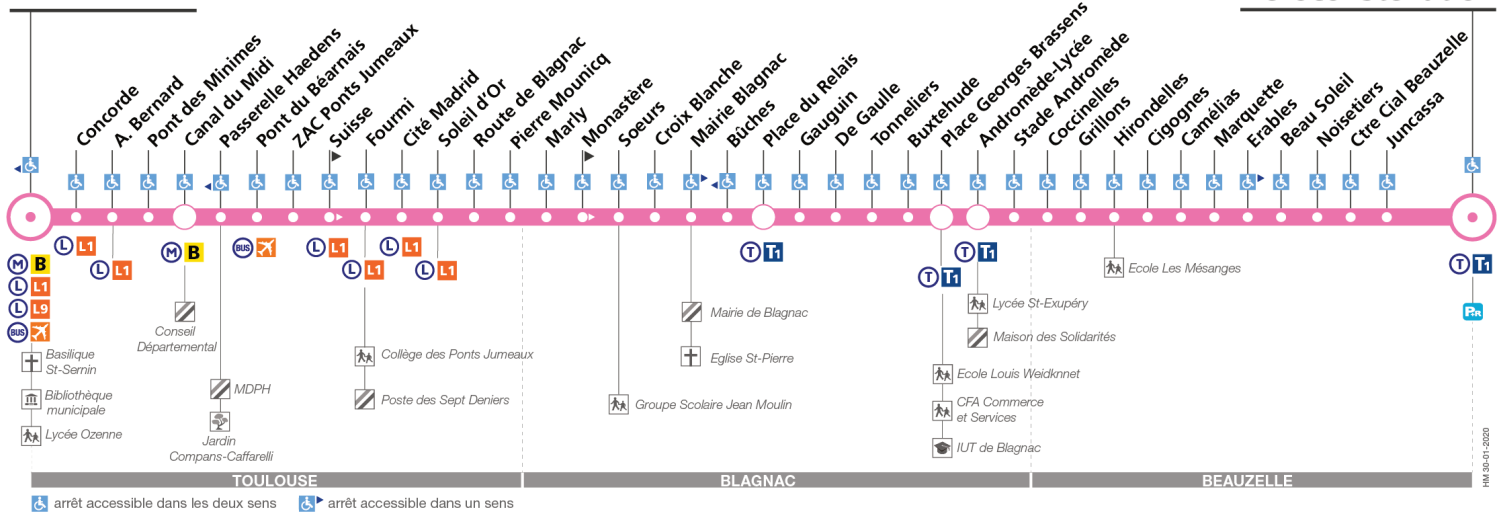 Concorde
A. Bernard
Pont des Minimes
Canal du Midi
Passerelle Haedens
Pont du Béarnais
ZAC Ponts Jumeaux
Suisse
Fourmi
Cité Madrid
Soleil d'Or
Route de Blagnac
Pierre Mounicq
Marly
Monastère
Soeurs
Croix Blanche
Mairie Blagnac
Bûches
Place du Relais
Gauguin
De Gaulle
Tonneliers
Buxtehude
Place Georges Brassens
Andromède-Lycée
Stade Andromède
Coccinelles
Grillons
Hirondelles
Cigognes
Camélias
Marquette
Erables
Beau Soleil
Noisetiers
Ctre Cial Beauzelle
Juncassa
M B
L L1
L L9
BUS
L L1
L L1
M B
BUS
L L1
L L1
L L1
L L1
T T1
T T1
T T1
T T1
P+R
Basilique
St-Sernin
Bibliothèque
municipale
Lycée Ozenne
Conseil
Départemental
MDPH
Jardin
Compans-Caffarelli
Collège des Ponts Jumeaux
Poste des Sept Deniers
Groupe Scolaire Jean Moulin
Mairie de Blagnac
Eglise St-Pierre
Ecole Louis Weidknnet
CFA Commerce
et Services
IUT de Blagnac
Lycée St-Exupéry
Maison des Solidarités
Ecole Les Mésanges
TOULOUSE
BLAGNAC
BEAUZELLE
HM 30-01-2020
arrêt accessible dans les deux sens
arrêt accessible dans un sens